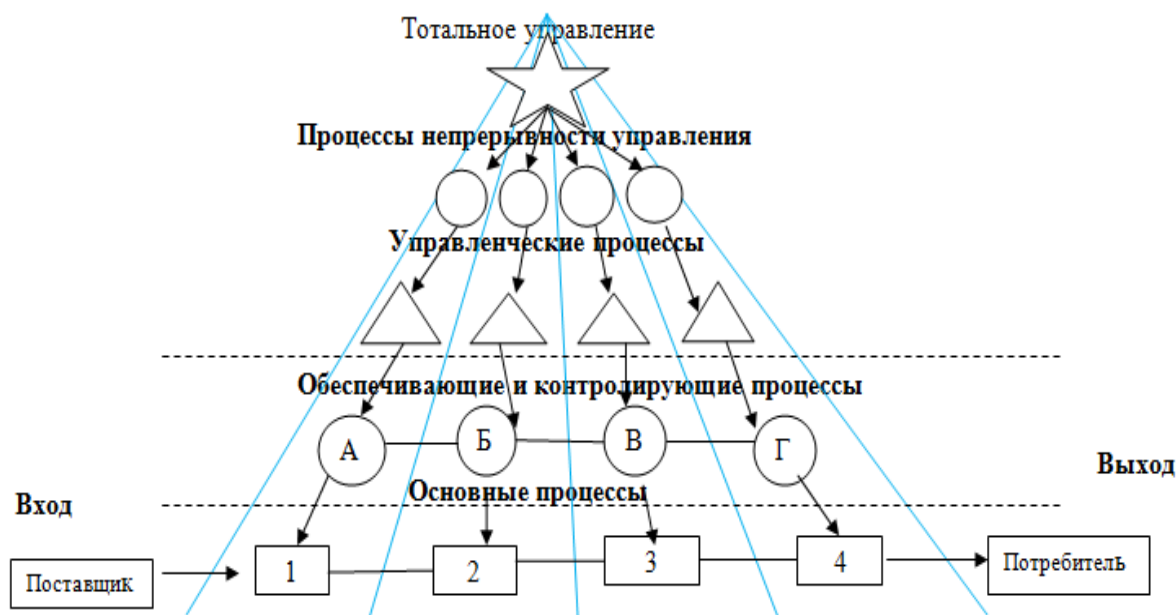 Тотальное управление
Процессы непрерывности управления
Управленческие процессы
Обеспечивающие и контролирующие процессы
А
Б
В
Г
Выход
Вход
Основные процессы
Поставщик
1
2
3
4
Потребитель